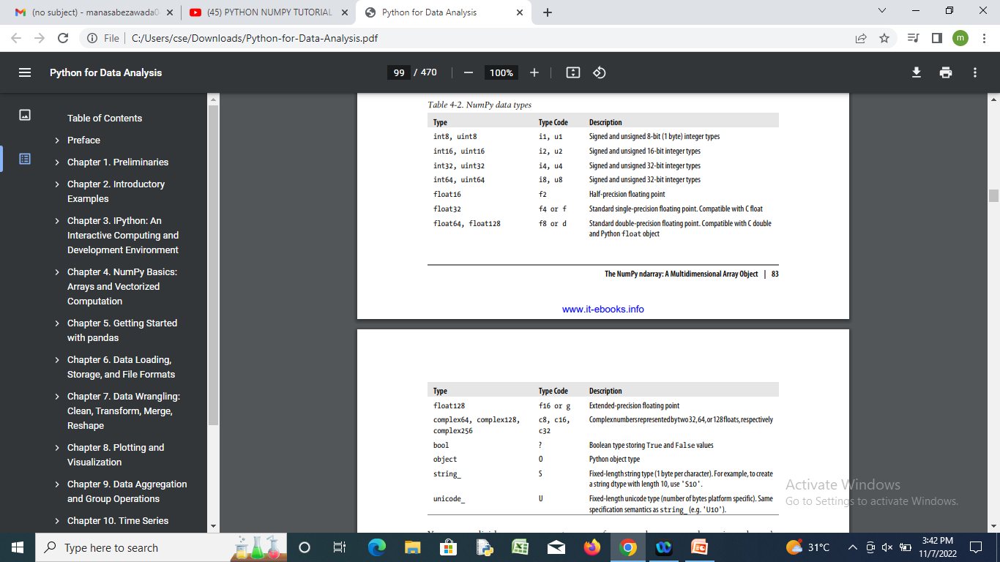 (no subject) - manasabezawada0
(45) PYTHON NUMPY TUTORIAL
Python for Data Analysis
File
C:/Users/cse/Downloads/Python-for-Data-Analysis.pdf
m
Python for Data Analysis
99 / 470
100%
Table of Contents
Preface
Chapter 1. Preliminaries
Chapter 2. Introductory
Examples
Chapter 3. IPython: An
Interactive Computing and
Development Environment
Chapter 4. NumPy Basics:
Arrays and Vectorized
Computation
Chapter 5. Getting Started
with pandas
Chapter 6. Data Loading,
Storage, and File Formats
Chapter 7. Data Wrangling:
Clean, Transform, Merge,
Reshape
Chapter 8. Plotting and
Visualization
Chapter 9. Data Aggregation
and Group Operations
Chapter 10. Time Series
Table 4-2. NumPy data types
Type Type Code Description
int8, uint8 i1, u1 Signed and unsigned 8-bit (1 byte) integer types
int16, uint16 i2, u2 Signed and unsigned 16-bit integer types
int32, uint32 i4, u4 Signed and unsigned 32-bit integer types
int64, uint64 i8, u8 Signed and unsigned 32-bit integer types
float16 f2 Half-precision floating point
float32 f4 or f Standard single-precision floating point. Compatible with C float
float64, float128 f8 or d Standard double-precision floating point. Compatible with C double
and Python float object
The NumPy ndarray: A Multidimensional Array Object | 83
www.it-ebooks.info
Type Type Code Description
float128 f16 or g Extended-precision floating point
complex64, complex128, c8, c16, Complex numbers represented by two 32, 64, or 128 floats, respectively
complex256 c32
bool ? Boolean type storing True and False values
object O Python object type
string_ S Fixed-length string type (1 byte per character). For example, to create
a string dtype with length 10, use 'S10'.
unicode_ U Fixed-length unicode type (number of bytes platform specific). Same
specification semantics as string_ (e.g. 'U10').
Activate Windows
Go to Settings to activate Windows.
Type here to search
31°C
3:42 PM
11/7/2022